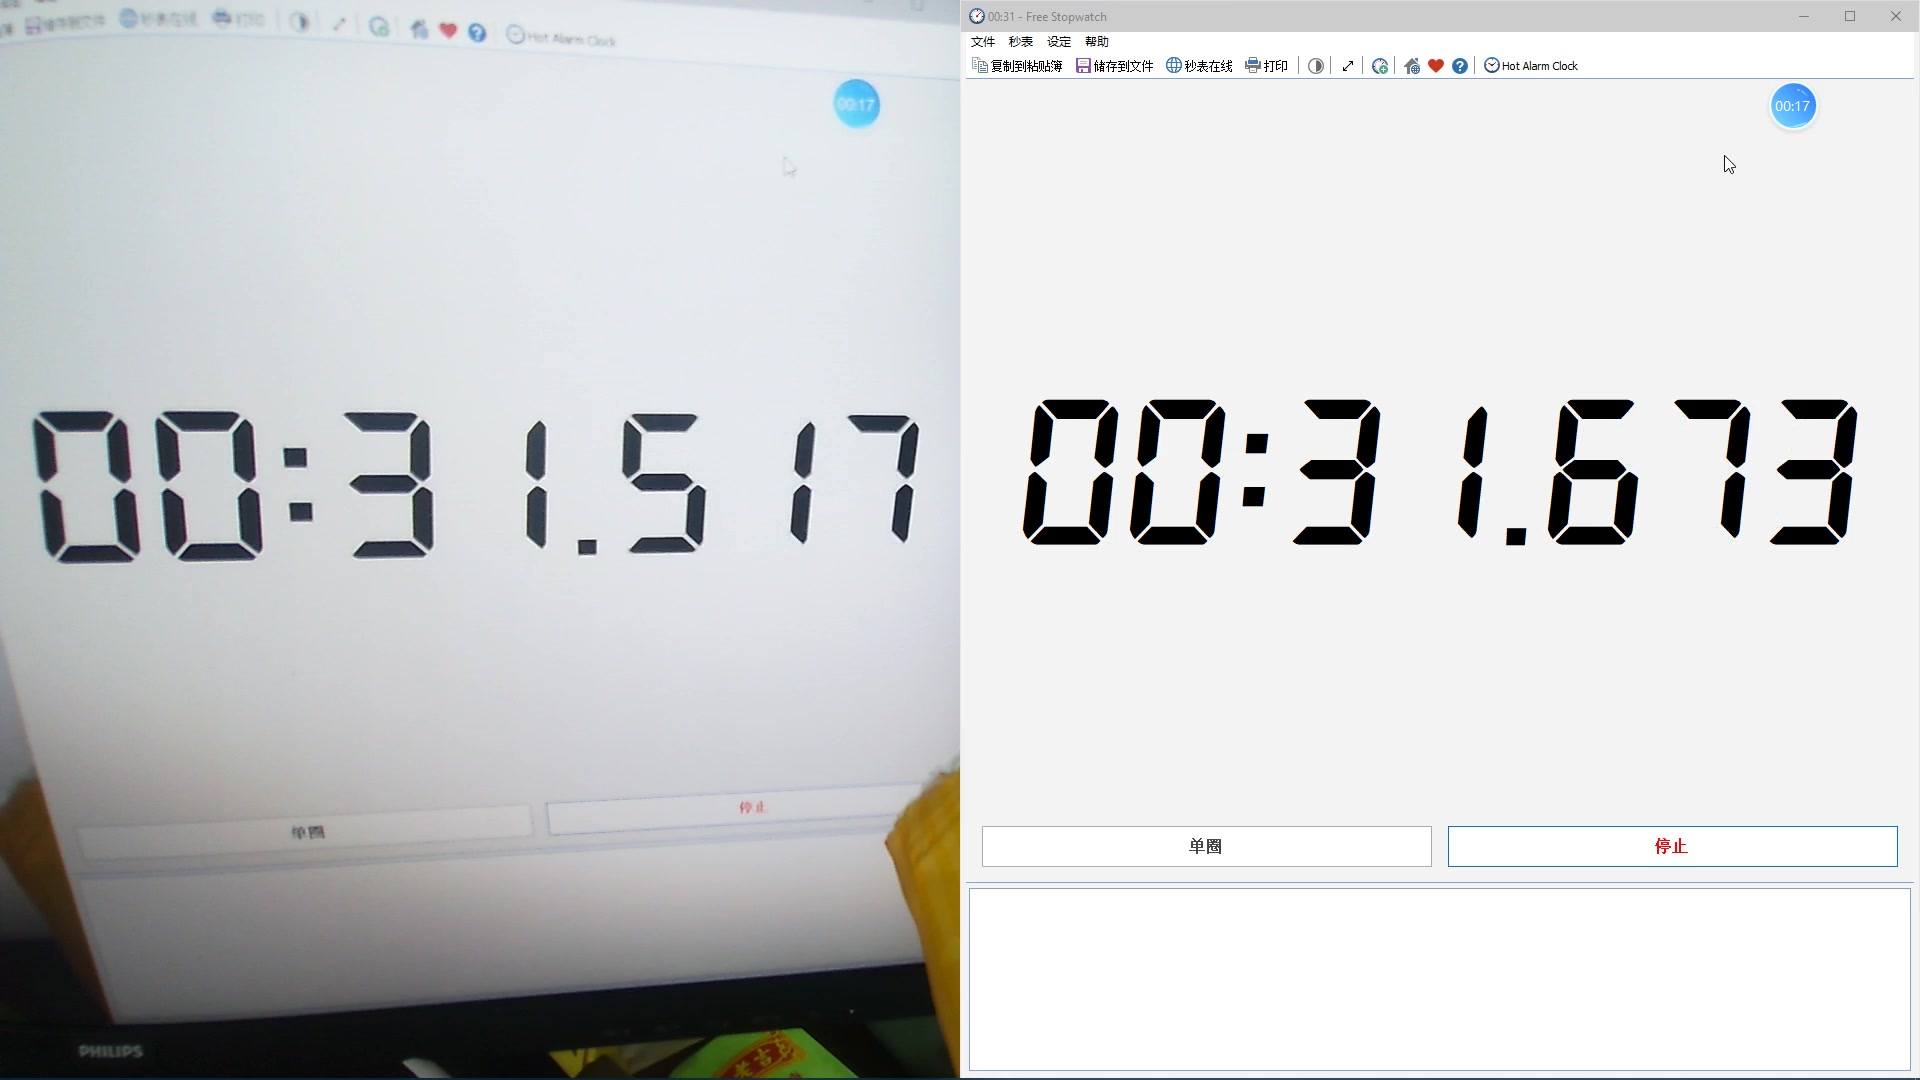 储存到文件 秒表在线 打印 Hot Alarm Clock
00:17
00:31.517
单圈 停止
PHILIPS
00:31 - Free Stopwatch
文件 秒表 设定 帮助
复制到粘贴簿 储存到文件 秒表在线 打印 Hot Alarm Clock
00:17
00:31.673
单圈 停止